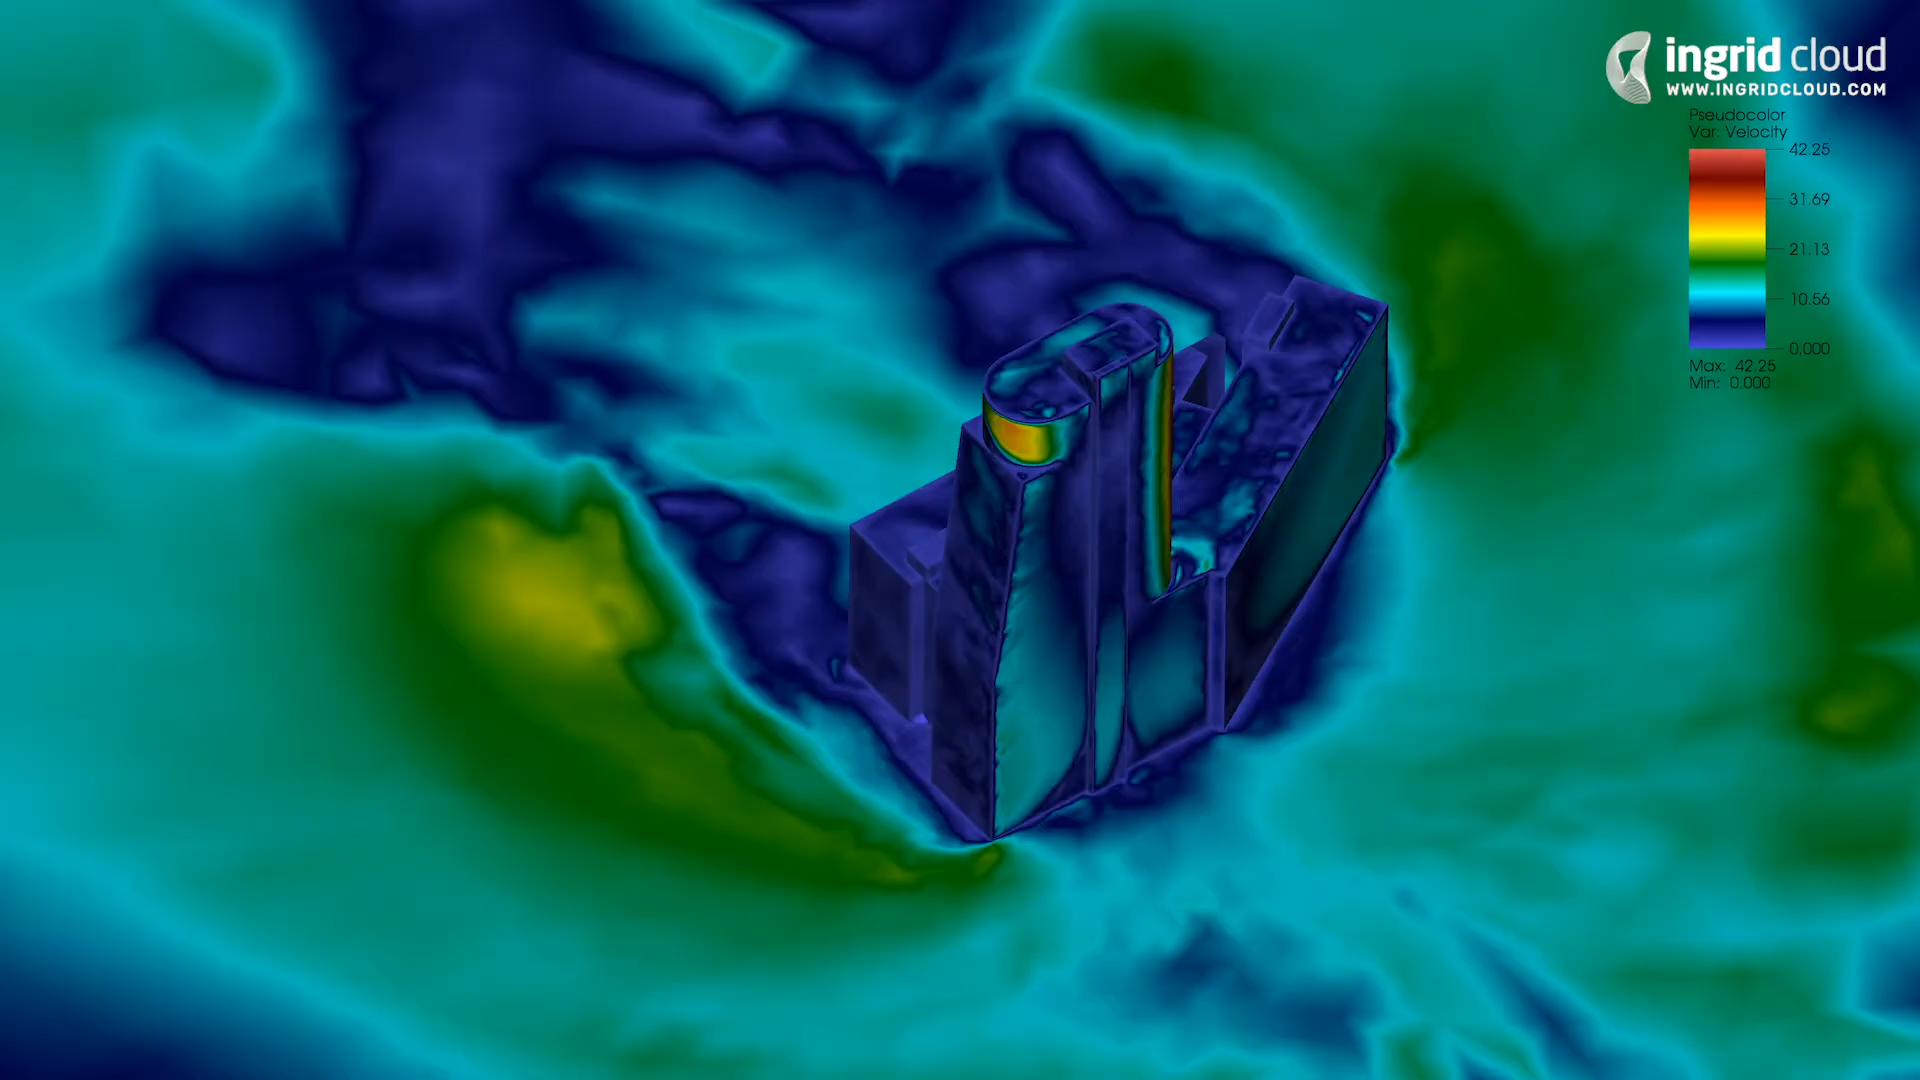 ingrid cloud
WWW.INGRIDCLOUD.COM
Pseudocolor
Var: Velocity
42.25
31.69
21.13
10.56
0.000
Max: 42.25
Min: 0.000